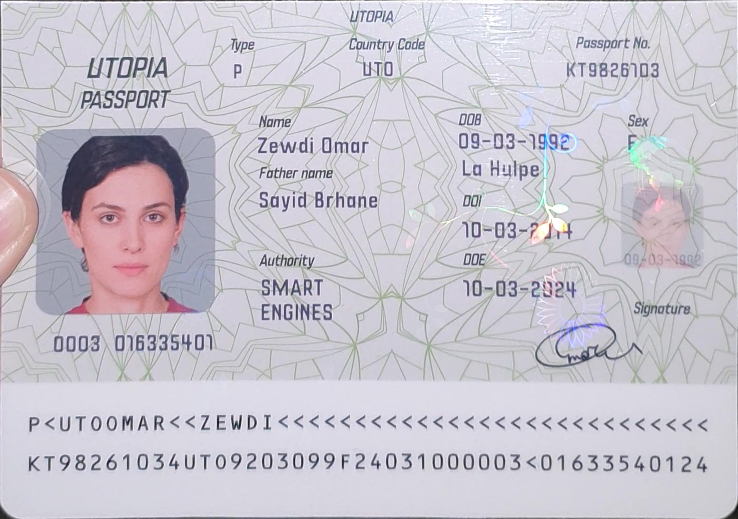 UTOPIA
UTOPIA
PASSPORT
Type
P
Country Code
UTO
Passport No.
KT9826103
Name
Zewdi Omar
Father name
Sayid Brhane
DOB
09-03-1992
La Hulpe
Sex
F
DOI
10-03-2014
Authority
SMART
ENGINES
DOE
10-03-2024
09-03-1992
Signature
0003 016335401
P<UTOOMAR<<ZEWDI<<<<<<<<<<<<<<<<<<<<<<<<<<<<
KT98261034UTO9203099F24031000003<01633540124